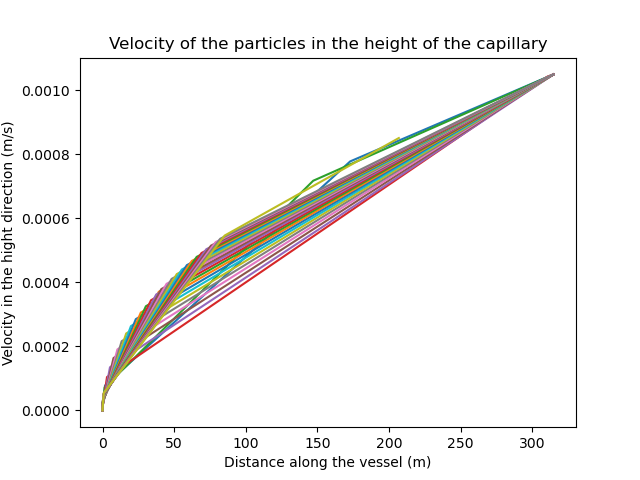 Velocity of the particles in the height of the capillary
Velocity in the hight direction (m/s)
0.0010
0.0008
0.0006
0.0004
0.0002
0.0000
0 50 100 150 200 250 300
Distance along the vessel (m)